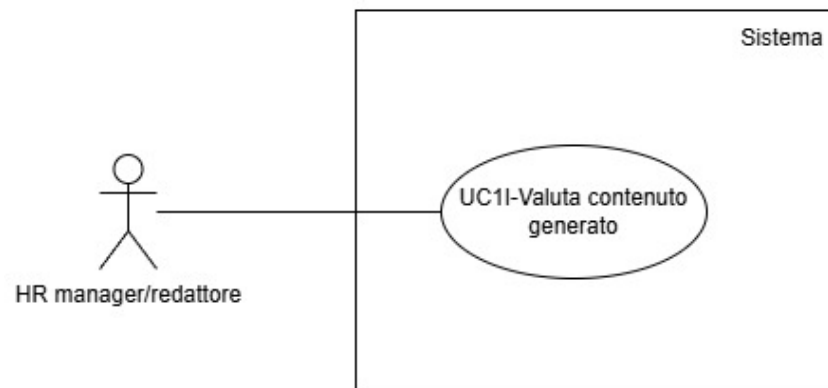 Sistema
UC1I-Valuta contenuto
generato
HR manager/redattore